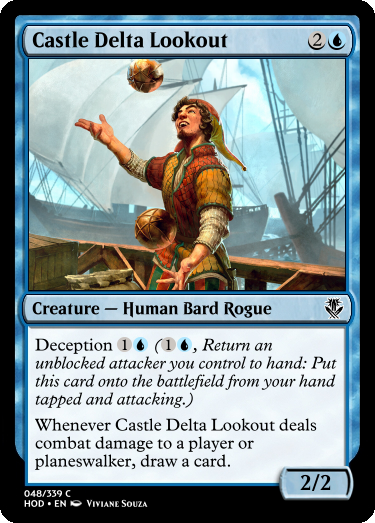 Castle Delta Lookout 2
Creature — Human Bard Rogue
Deception 1 (1, Return an
unblocked attacker you control to hand: Put
this card onto the battlefield from your hand
tapped and attacking.)
Whenever Castle Delta Lookout deals
combat damage to a player or
planeswalker, draw a card.
2/2
048/339 C
HOD • EN Viviane Souza